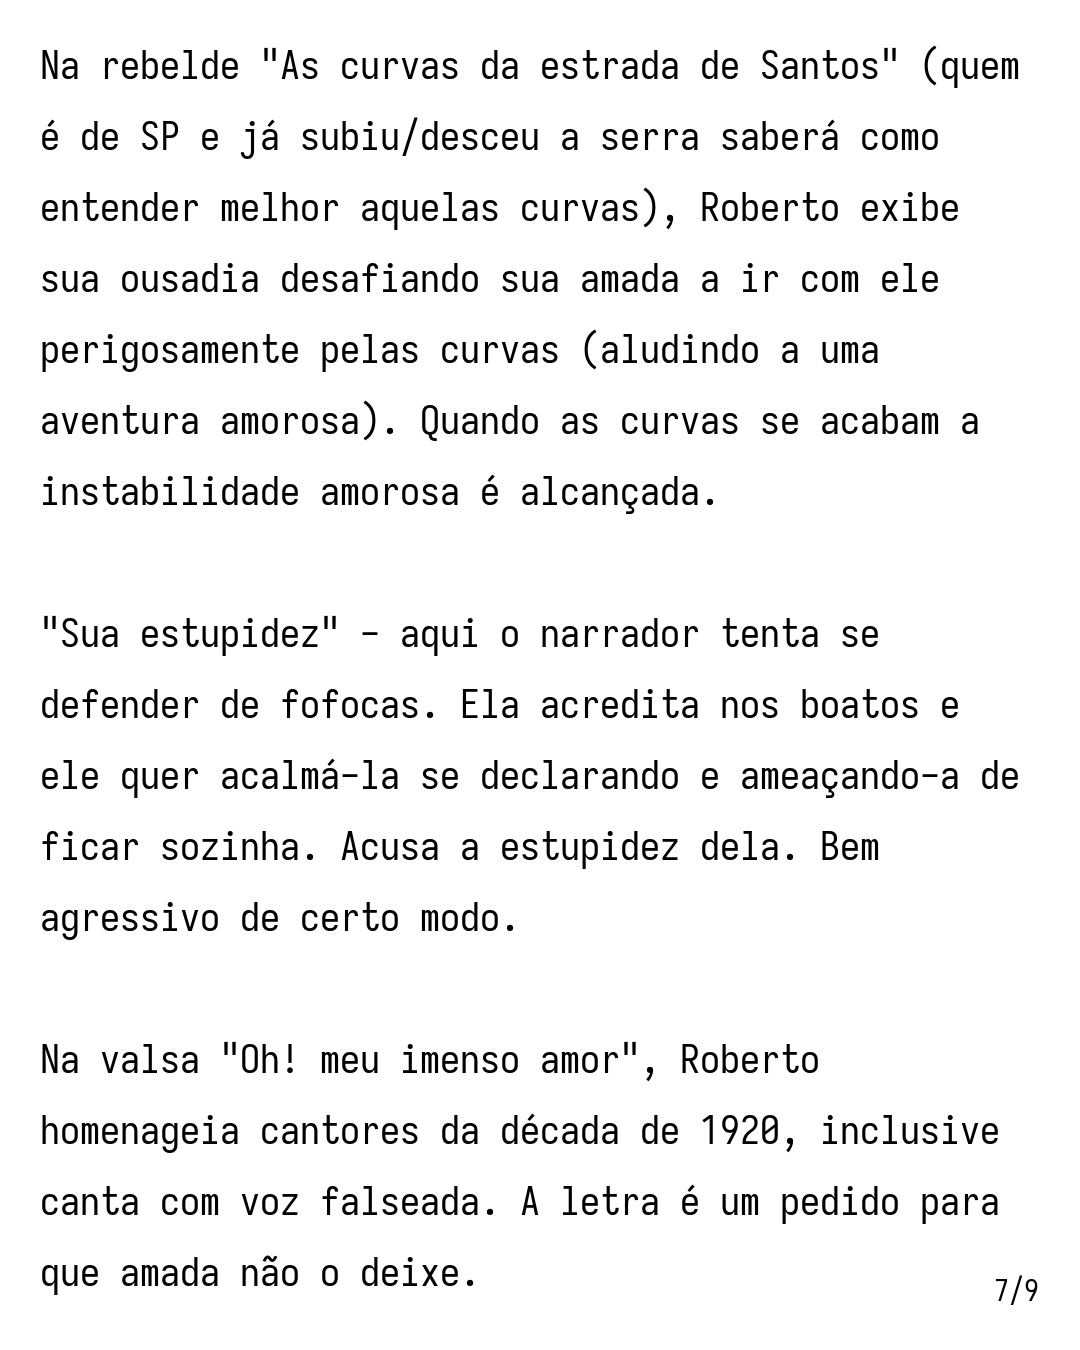 Na rebelde "As curvas da estrada de Santos" (quem
é de SP e já subiu/desceu a serra saberá como
entender melhor aquelas curvas), Roberto exibe
sua ousadia desafiando sua amada a ir com ele
perigosamente pelas curvas (aludindo a uma
aventura amorosa). Quando as curvas se acabam a
instabilidade amorosa é alcançada.

"Sua estupidez" - aqui o narrador tenta se
defender de fofocas. Ela acredita nos boatos e
ele quer acalmá-la se declarando e ameaçando-a de
ficar sozinha. Acusa a estupidez dela. Bem
agressivo de certo modo.

Na valsa "Oh! meu imenso amor", Roberto
homenageia cantores da década de 1920, inclusive
canta com voz falseada. A letra é um pedido para
que amada não o deixe.
7/9